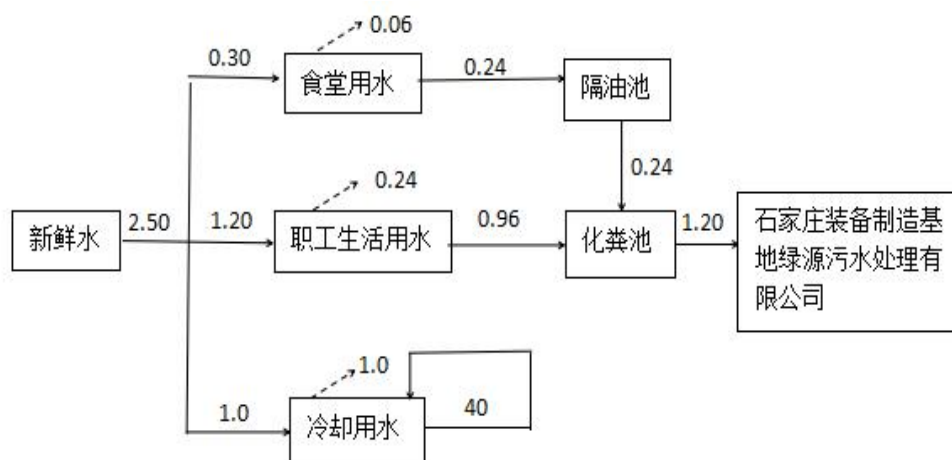 0.06
0.30
食堂用水
0.24
隔油池
0.24
0.24
新鲜水
2.50
1.20
职工生活用水
0.96
化粪池
1.20
石家庄装备制造基
地绿源污水处理有
限公司
1.0
1.0
冷却用水
40